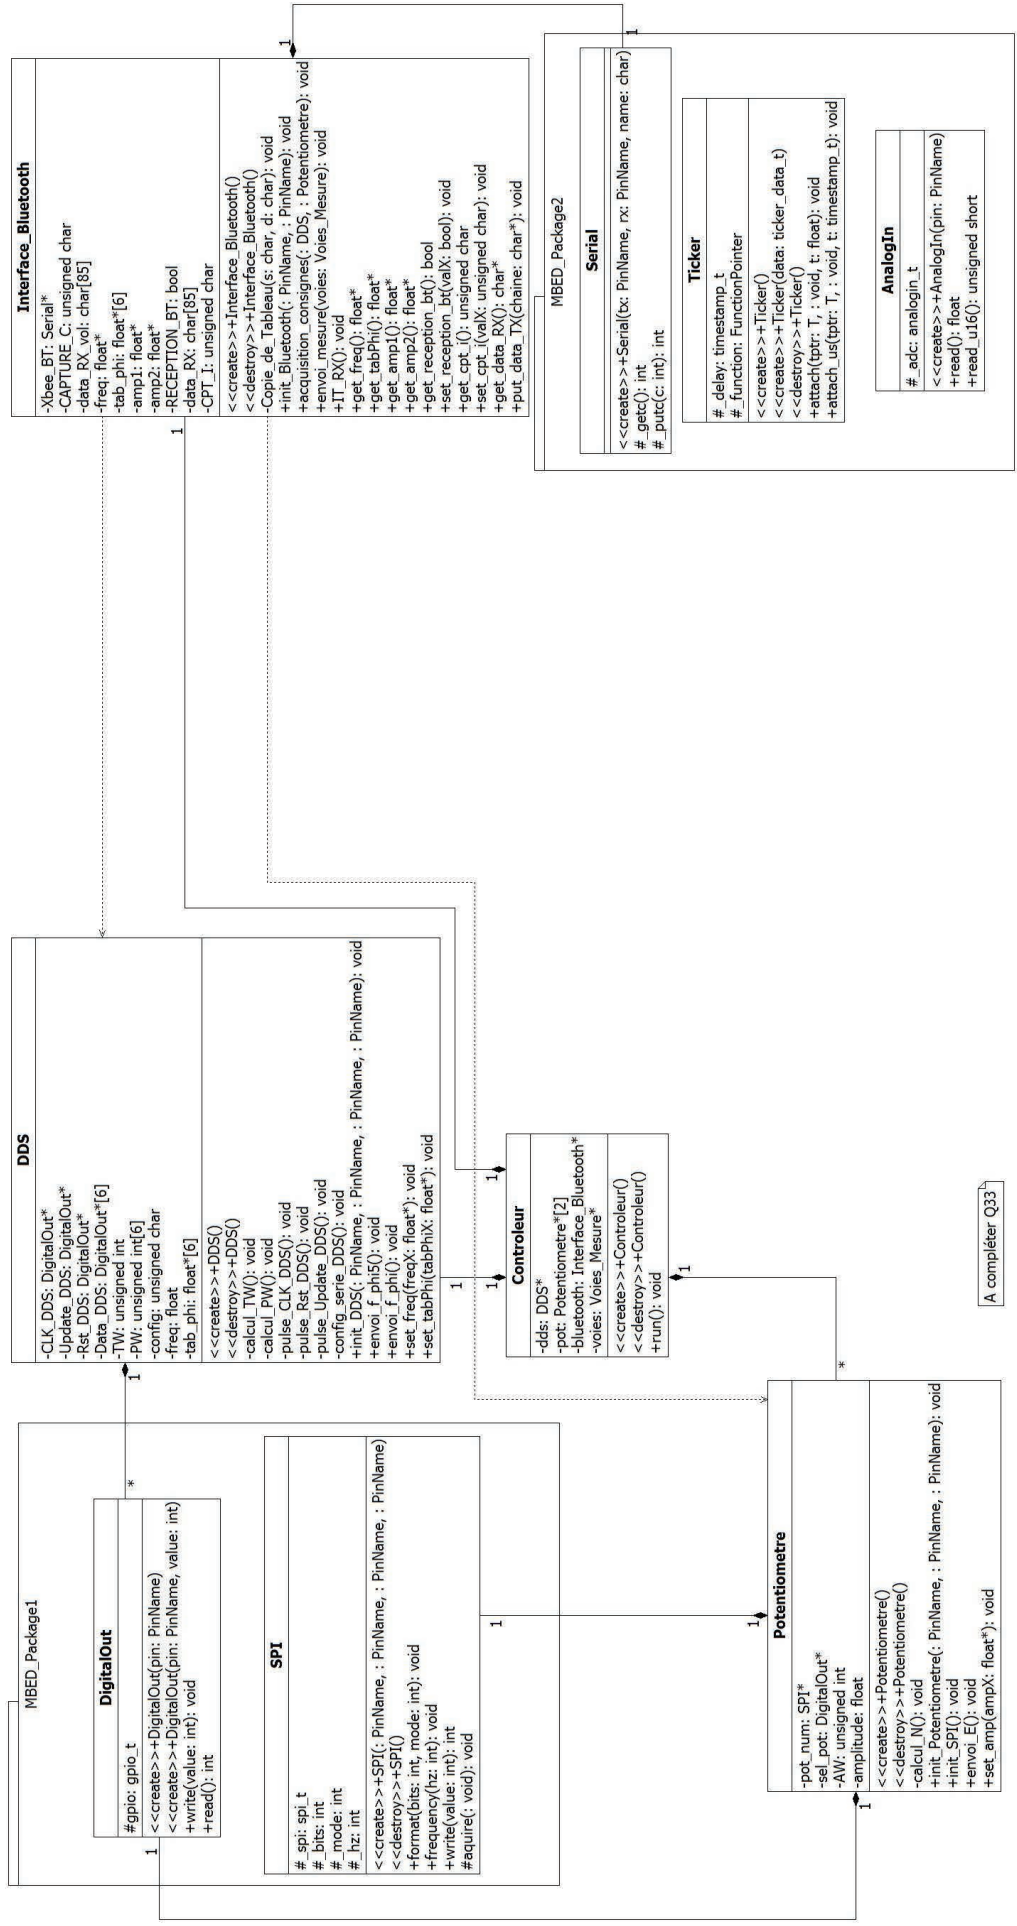 MBED_Package1
DigitalOut
#gpio: gpio_t
<<create>>+DigitalOut(pin: PinName)
<<create>>+DigitalOut(pin: PinName, value: int)
+write(value: int): void
+read(): int
SPI
#_spi: spi_t
#_bits: int
#_mode: int
#_hz: int
<<create>>+SPI(: PinName, : PinName, : PinName, : PinName)
<<destroy>>+SPI()
+format(bits: int, mode: int): void
+frequency(hz: int): void
+write(value: int): int
#aquire(: void): void
1
*
1
1
1
1
DDS
-CLK_DDS: DigitalOut*
-Update_DDS: DigitalOut*
-Rst_DDS: DigitalOut*
-Data_DDS: DigitalOut*[6]
-TW: unsigned int
-PW: unsigned int[6]
-config: unsigned char
-freq: float
-tab_phi: float*[6]
<<create>>+DDS()
<<destroy>>+DDS()
-calcul_TW(): void
-calcul_PW(): void
-pulse_CLK_DDS(): void
-pulse_Rst_DDS(): void
-pulse_Update_DDS(): void
-config_serie_DDS(): void
+init_DDS(: PinName, : PinName, : PinName, : PinName): void
+envoi_f_phi5(): void
+envoi_f_phi(): void
+set_freq(freqX: float*): void
+set_tabPhi(tabPhiX: float*): void
1
1
1
Controleur
-dds: DDS*
-pot: Potentiometre*[2]
-bluetooth: Interface_Bluetooth*
-voies: Voies_Mesure*
<<create>>+Controleur()
<<destroy>>+Controleur()
+run(): void
1
*
Potentiometre
-pot_num: SPI*
-sel_pot: DigitalOut*
-AW: unsigned int
-amplitude: float
<<create>>+Potentiometre()
<<destroy>>+Potentiometre()
-calcul_N(): void
+init_Potentiometre(: PinName, : PinName, : PinName): void
+init_SPI(): void
+envoi_E(): void
+set_amp(ampX: float*): void
A compléter Q33
Interface_Bluetooth
-Xbee_BT: Serial*
-CAPTURE_C: unsigned char
-data_RX_vol: char[85]
-freq: float*
-tab_phi: float*[6]
-amp1: float*
-amp2: float*
-RECEPTION_BT: bool
-data_RX: char[85]
-CPT_I: unsigned char
<<create>>+Interface_Bluetooth()
<<destroy>>+Interface_Bluetooth()
-Copie_de_Tableau(s: char, d: char): void
+init_Bluetooth(: PinName, : PinName): void
+acquisition_consignes(: DDS, : Potentiometre): void
+envoi_mesure(voies: Voies_Mesure): void
+IT_RX(): void
+get_freq(): float*
+get_tabPhi(): float*
+get_amp1(): float*
+get_amp2(): float*
+get_reception_bt(): bool
+set_reception_bt(valX: bool): void
+get_cpt_i(): unsigned char
+set_cpt_i(valX: unsigned char): void
+get_data_RX(): char*
+put_data_TX(chaine: char*): void
1
1
1
MBED_Package2
Serial
<<create>>+Serial(tx: PinName, rx: PinName, name: char)
#_getc(): int
#_putc(c: int): int
Ticker
#_delay: timestamp_t
#_function: FunctionPointer
<<create>>+Ticker()
<<create>>+Ticker(data: ticker_data_t)
<<destroy>>+Ticker()
+attach(tptr: T, : void, t: float): void
+attach_us(tptr: T, : void, t: timestamp_t): void
AnalogIn
#_adc: analogin_t
<<create>>+AnalogIn(pin: PinName)
+read(): float
+read_u16(): unsigned short